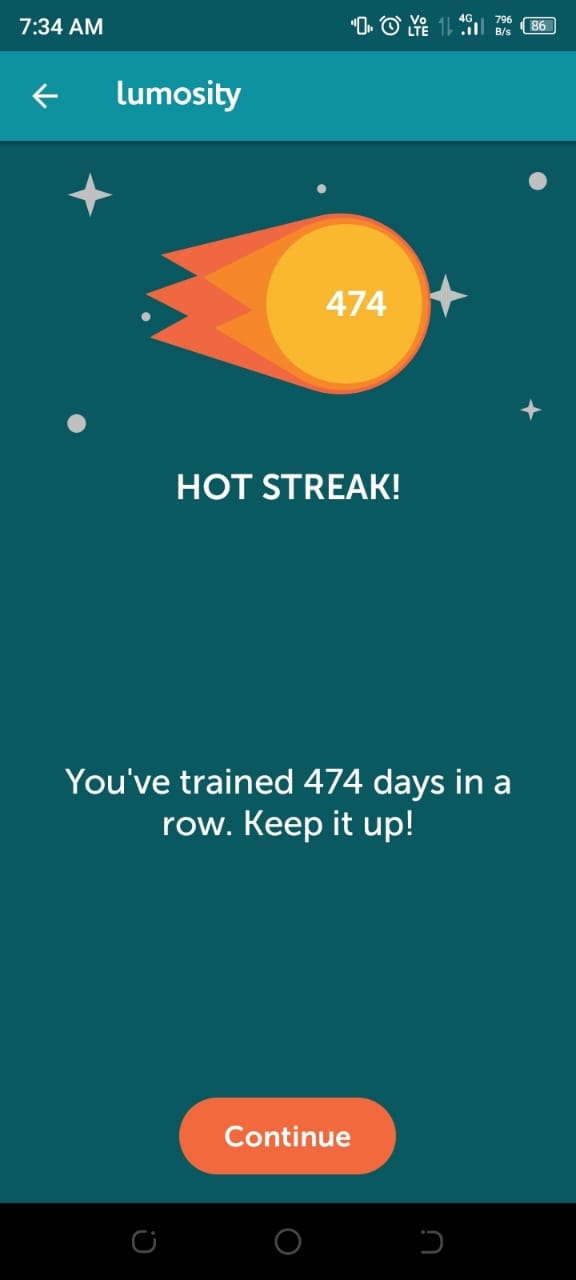 7:34 AM
Vo
LTE
4G
796
B/s
86
lumosity
474
HOT STREAK!
You've trained 474 days in a
row. Keep it up!
Continue